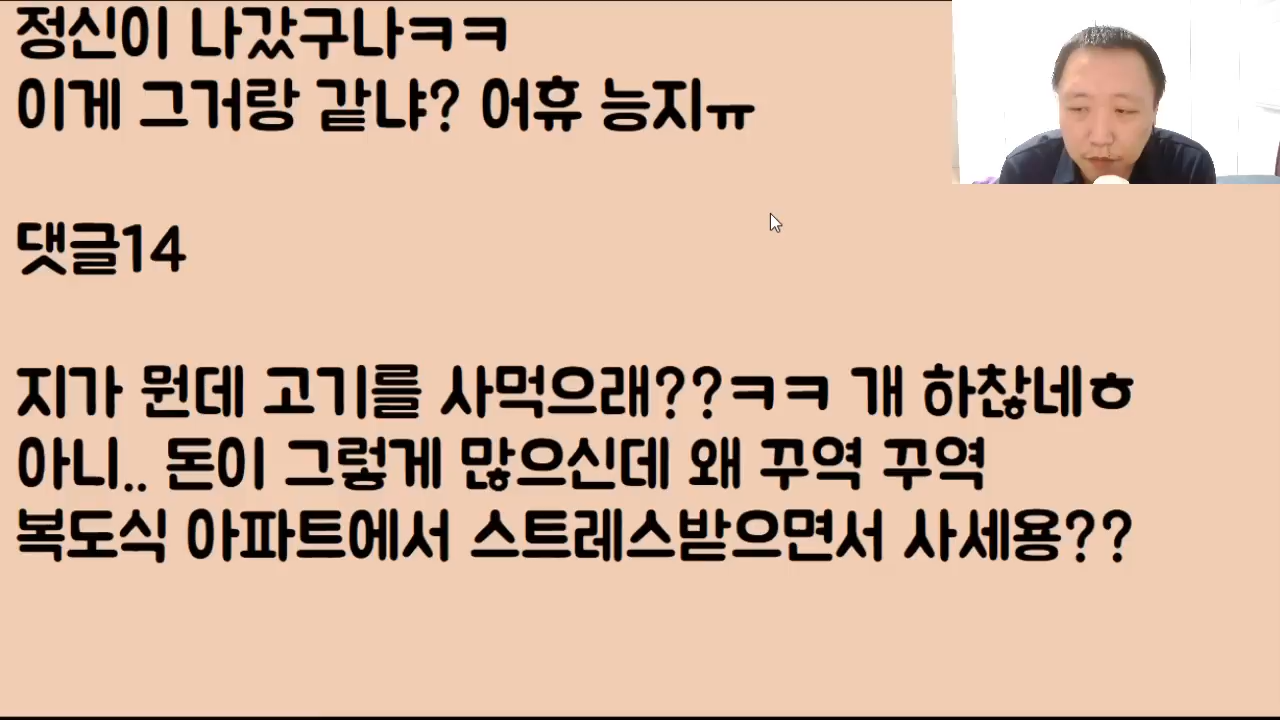 정신이 나갔구나ㅋㅋ
이게 그거랑 같냐? 어휴 능지ㅠ
댓글14
지가 뭔데 고기를 사먹으래??ㅋㅋ 개 하찮네ㅎ
아니.. 돈이 그렇게 많으신데 왜 꾸역 꾸역
복도식 아파트에서 스트레스받으면서 사세용??